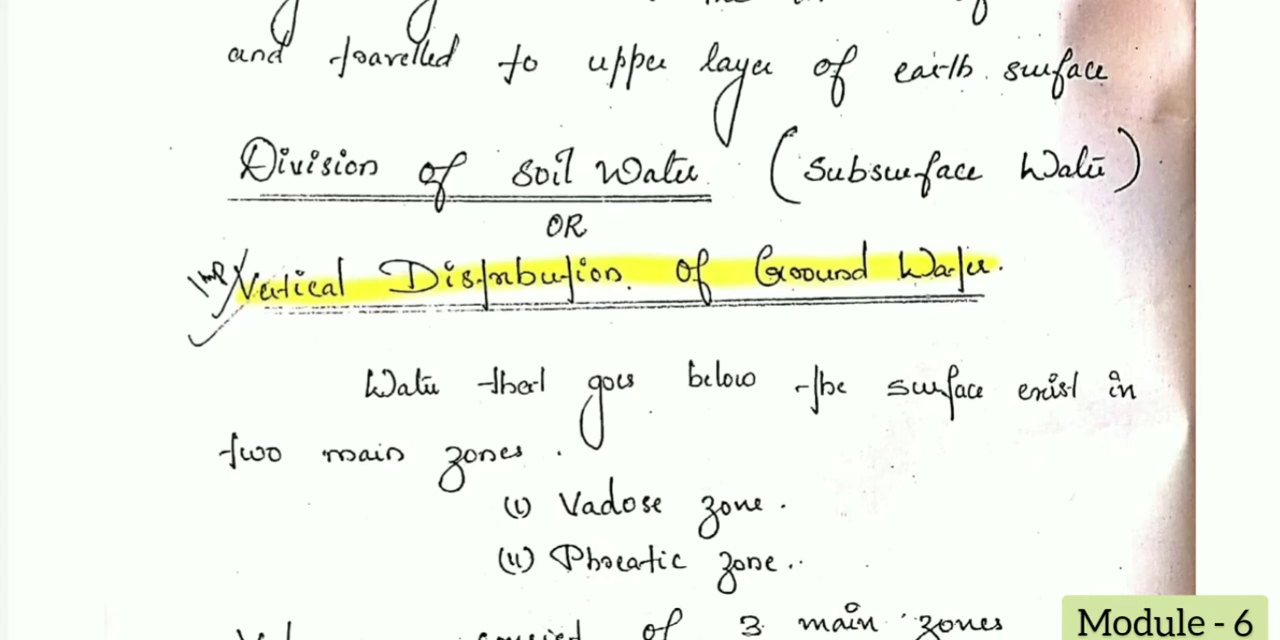 the
and travelled to upper layer of earth surface
Division of Soil Water (Subsurface Water)
OR
Imp Vertical Distribution of Ground Water.
Water that goes below the surface exist in
two main zones.
(i) Vadose zone.
(ii) Phreatic zone..
of 3 main zones
Module - 6